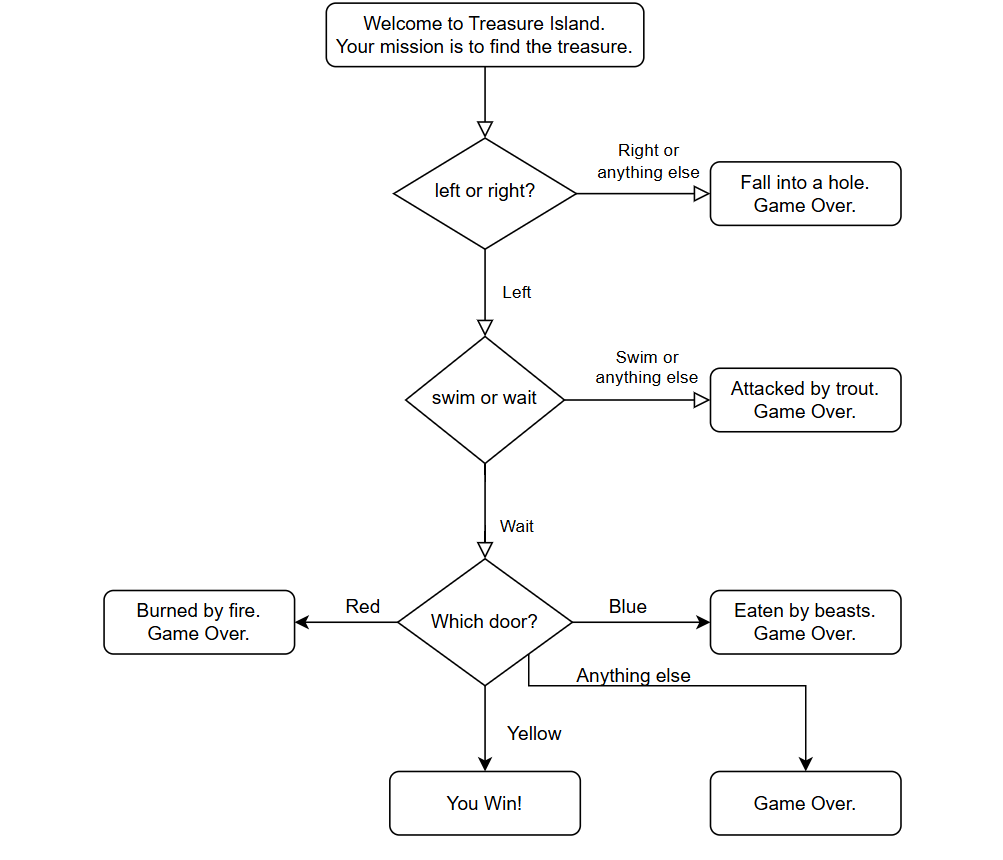 Welcome to Treasure Island.
Your mission is to find the treasure.
left or right?
Right or
anything else
Fall into a hole.
Game Over.
Left
swim or wait
Swim or
anything else
Attacked by trout.
Game Over.
Wait
Which door?
Red
Burned by fire.
Game Over.
Blue
Eaten by beasts.
Game Over.
Anything else
Yellow
You Win!
Game Over.